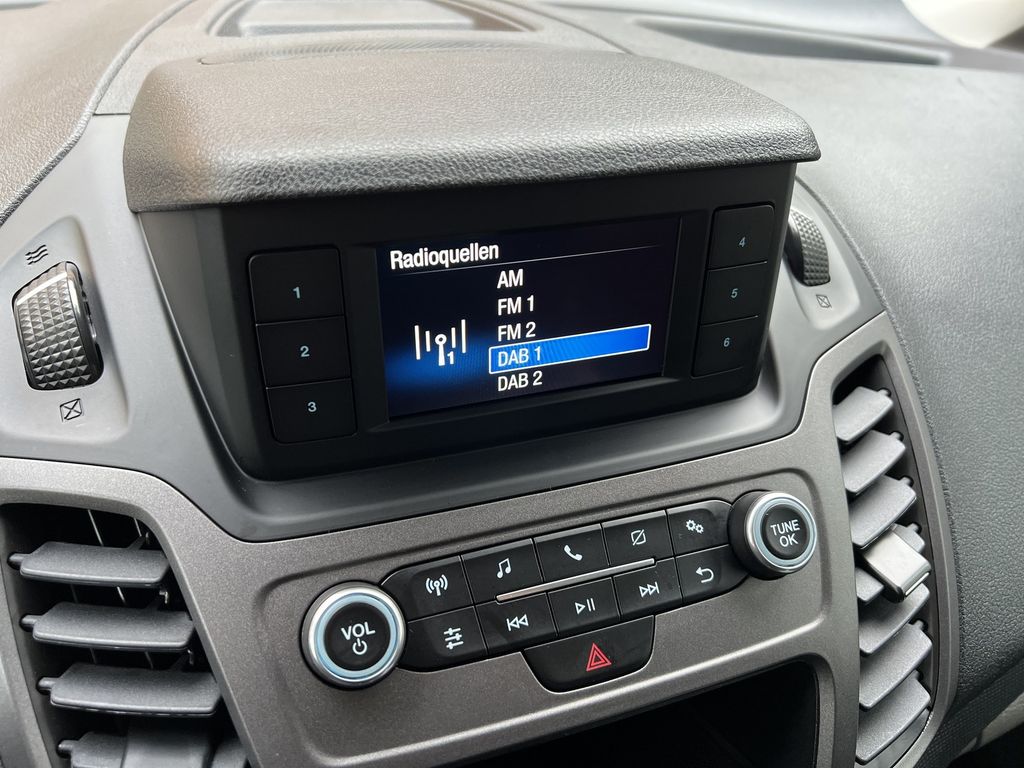 Radioquellen
AM
FM 1
FM 2
DAB 1
DAB 2
1
1
2
3
4
5
6
VOL
TUNE
OK